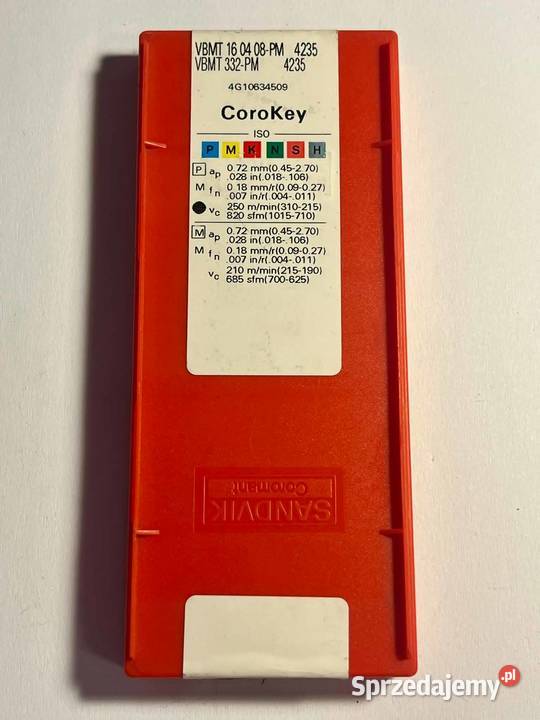 VBMT 16 04 08-PM 4235
VBMT 332-PM 4235
4G10634509
CoroKey
ISO
P M K N S H
P ap 0.72 mm(0.45-2.70)
.028 in(.018-.106)
M fn 0.18 mm/r(0.09-0.27)
.007 in/r(.004-.011)
vc 250 m/min(310-215)
820 sfm(1015-710)
M ap 0.72 mm(0.45-2.70)
.028 in(.018-.106)
M fn 0.18 mm/r(0.09-0.27)
.007 in/r(.004-.011)
vc 210 m/min(215-190)
685 sfm(700-625)
SANDVIK
Coromant
Sprzedajemy.pl